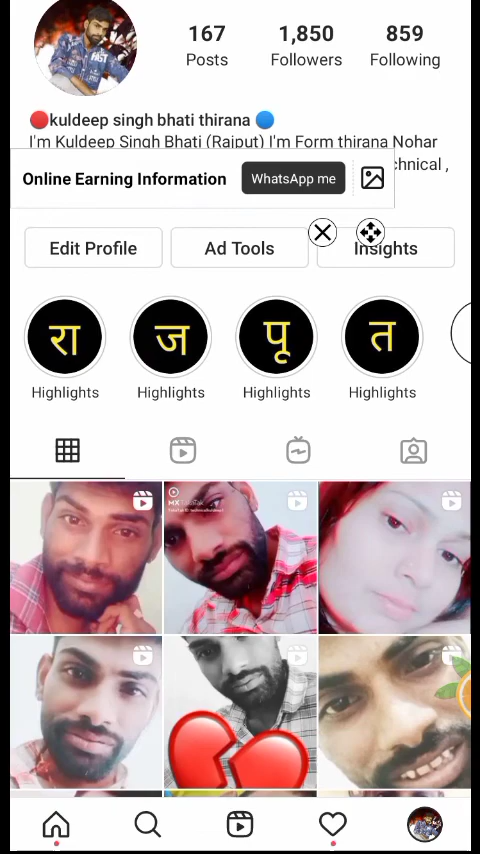 167
1,850
859
Posts
Followers
Following
🔴kuldeep singh bhati thirana 🔵
I'm Kuldeep Singh Bhati (Rajput) I'm Form thirana Nohar
chnical ,
Online Earning Information
WhatsApp me
Edit Profile
Ad Tools
Insights
रा
ज
पू
त
Highlights
Highlights
Highlights
Highlights